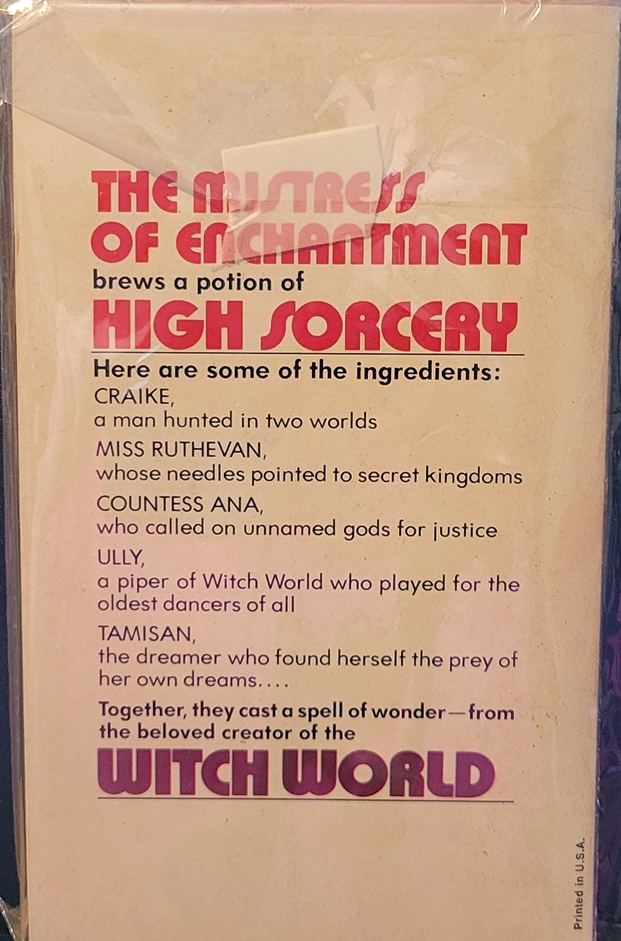 THE MISTRESS
OF ENCHANTMENT
brews a potion of
HIGH SORCERY
Here are some of the ingredients:
CRAIKE,
a man hunted in two worlds
MISS RUTHEVAN,
whose needles pointed to secret kingdoms
COUNTESS ANA,
who called on unnamed gods for justice
ULLY,
a piper of Witch World who played for the
oldest dancers of all
TAMISAN,
the dreamer who found herself the prey of
her own dreams....
Together, they cast a spell of wonder—from
the beloved creator of the
WITCH WORLD
Printed in U.S.A.